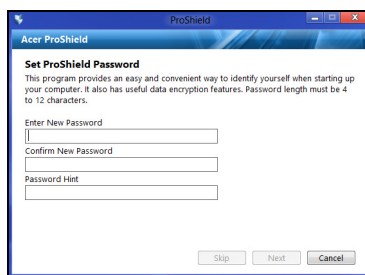 ProShield
Acer ProShield
Set ProShield Password
This program provides an easy and convenient way to identify yourself when starting up
your computer. It also has useful data encryption features. Password length must be 4
to 12 characters.
Enter New Password
Confirm New Password
Password Hint
Skip Next Cancel